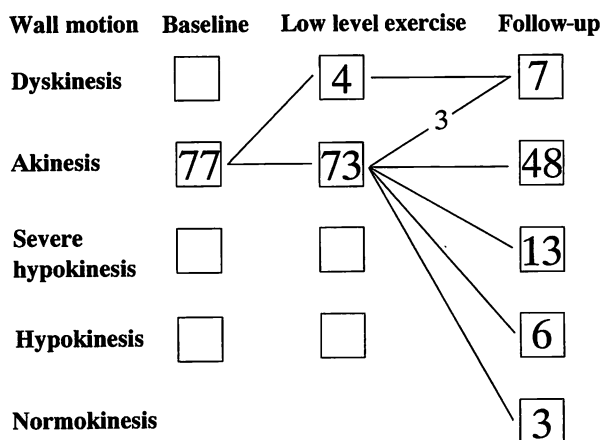 Wall motion Baseline Low level exercise Follow-up
Dyskinesis 4 7
3
Akinesis 77 73 48
Severe
hypokinesis 13
Hypokinesis 6
Normokinesis 3